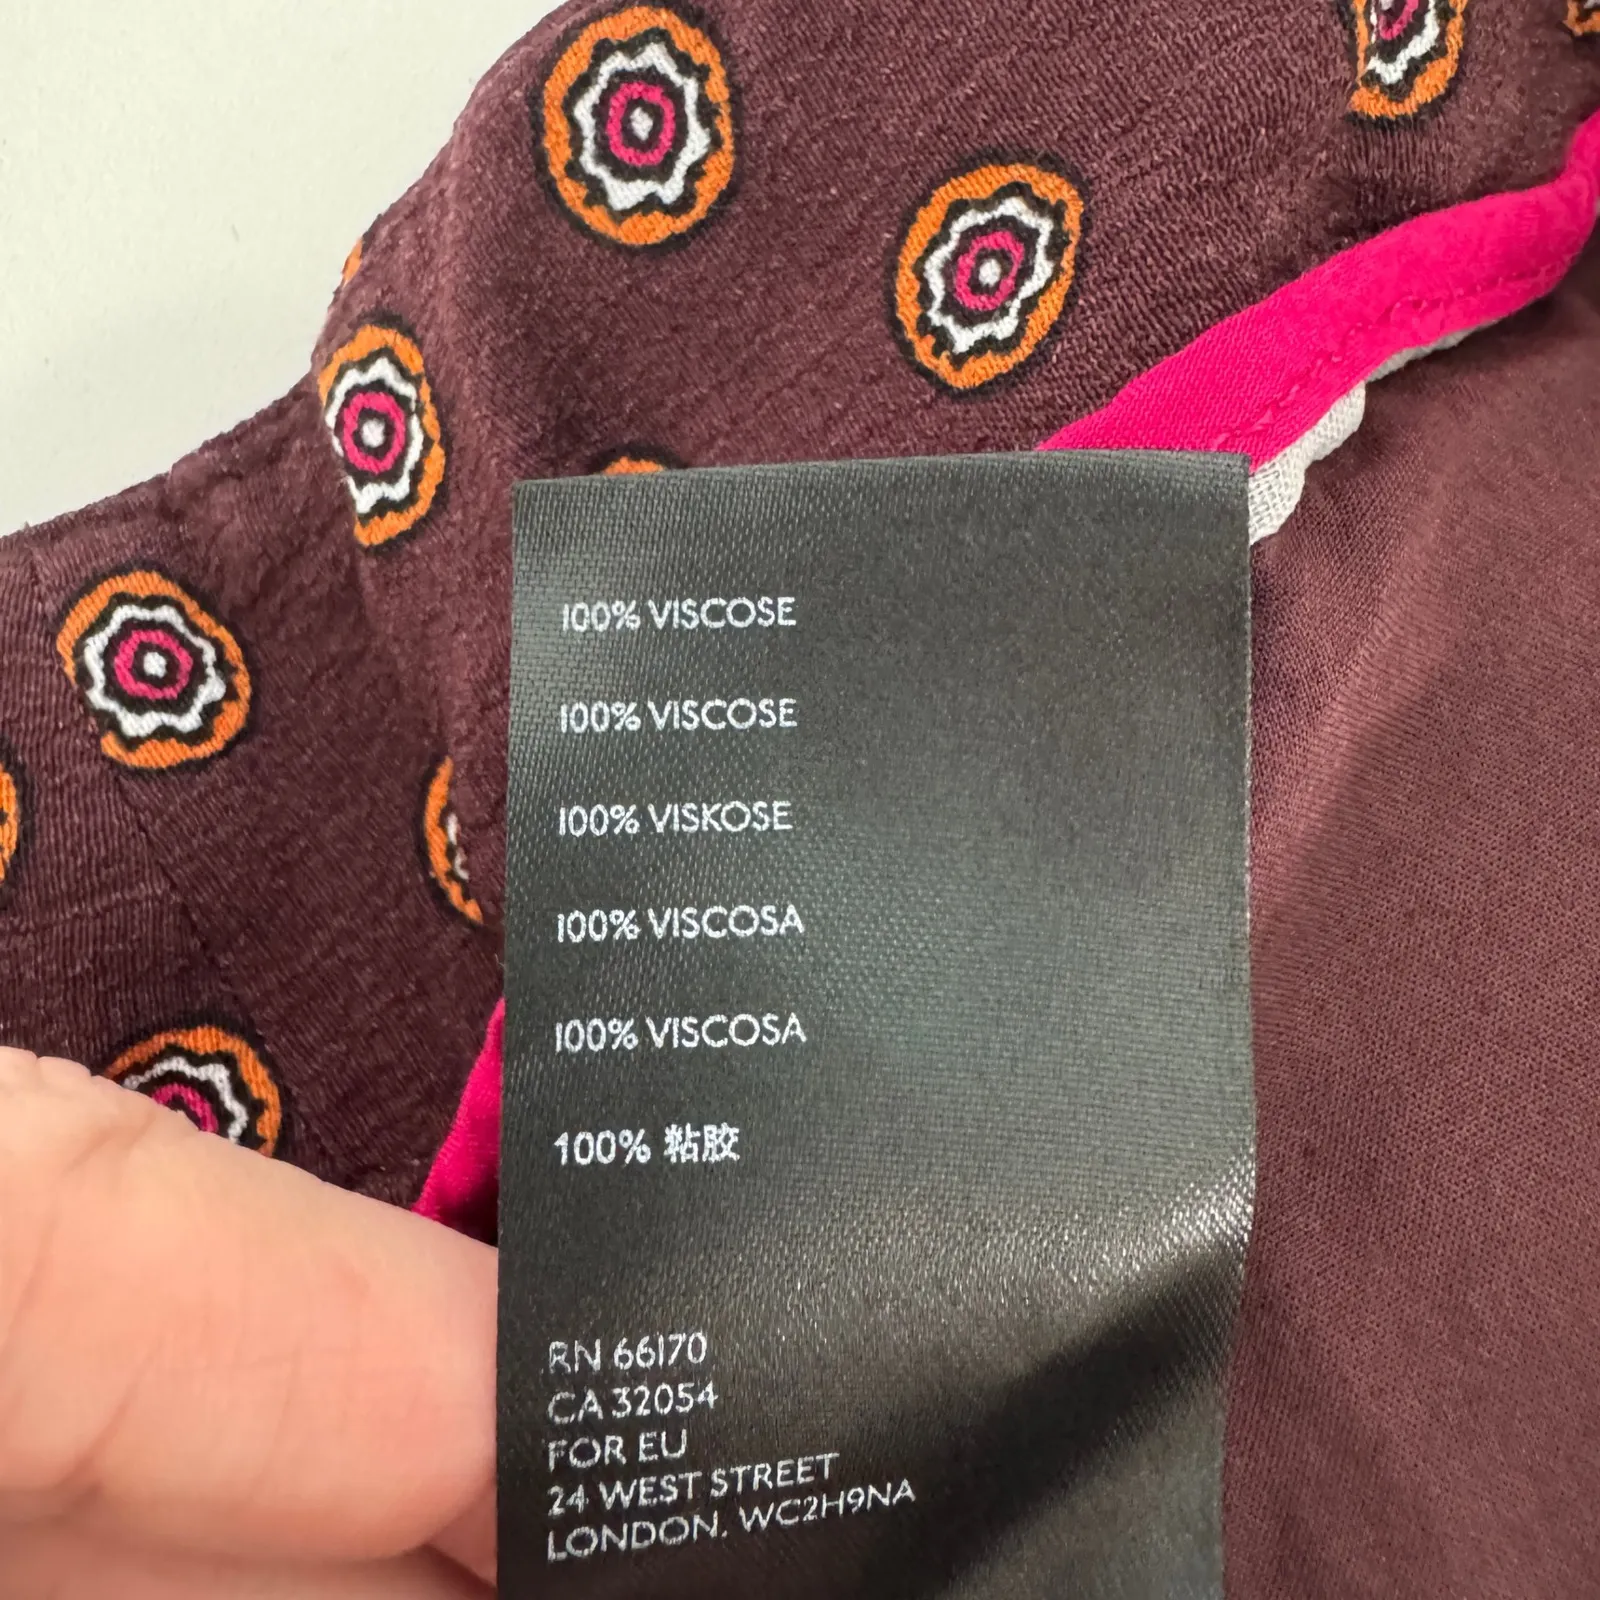 100% VISCOSE
100% VISCOSE
100% VISKOSE
100% VISCOSA
100% VISCOSA
100% 粘胶
RN 66170
CA 32054
FOR EU
24 WEST STREET
LONDON. WC2H9NA